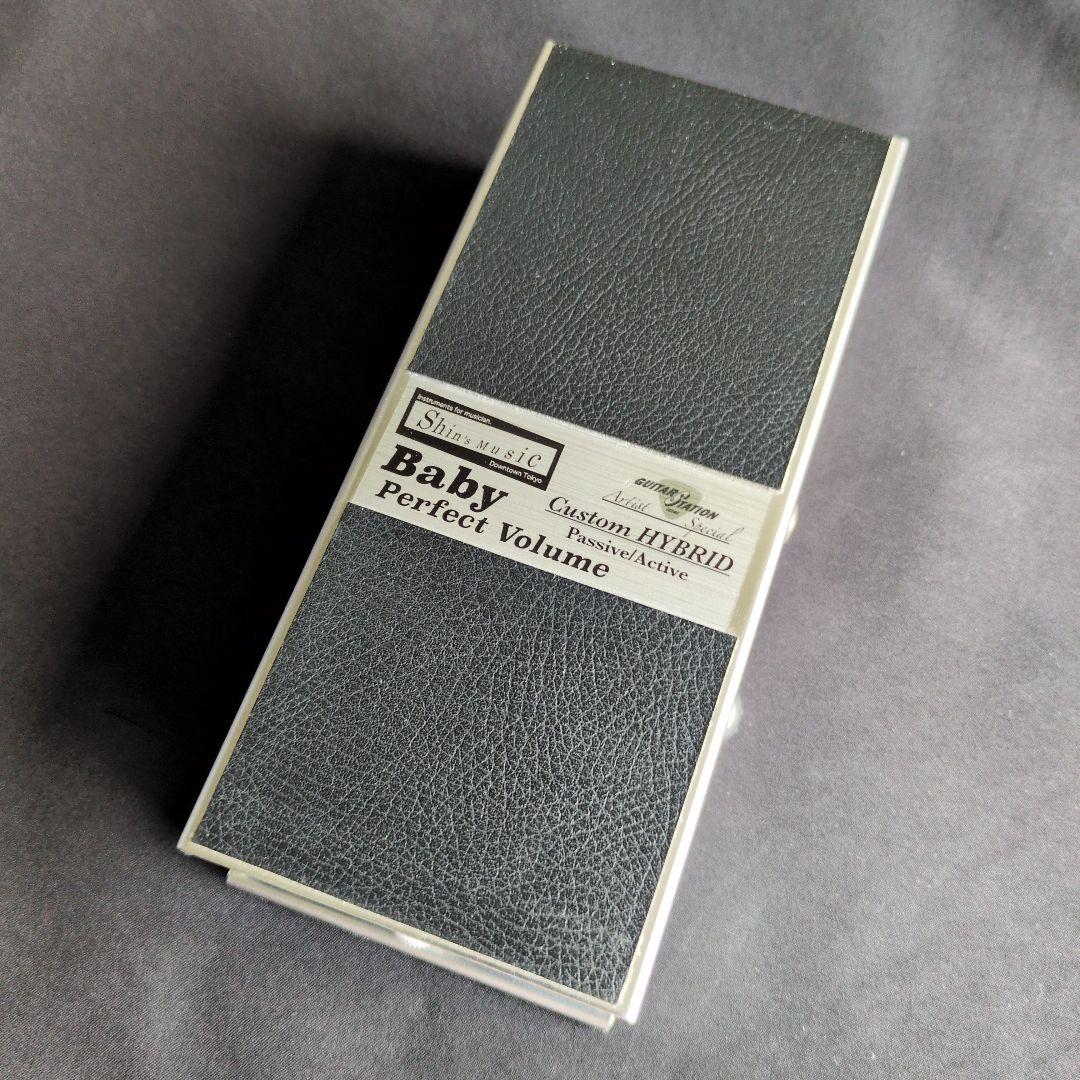 Instruments for musician.
Shin's Music
Downtown Tokyo
Baby
Perfect Volume
GUITAR STATION
Artist Special
Custom HYBRID
Passive/Active